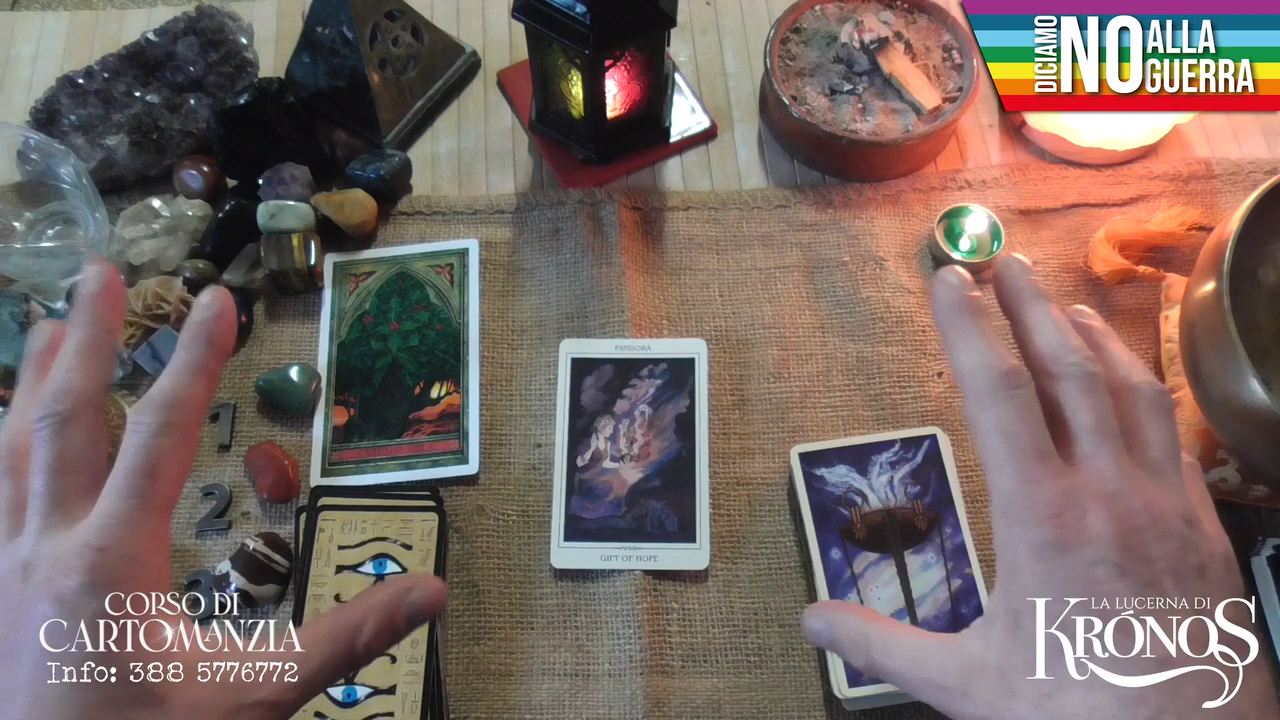 DICIAMO
NO
ALLA
GUERRA
PANDORA
GIFT OF HOPE
1
2
3
CORSO DI
CARTOMANZIA
Info: 388 5776772
LA LUCERNA DI
KRÓNOS